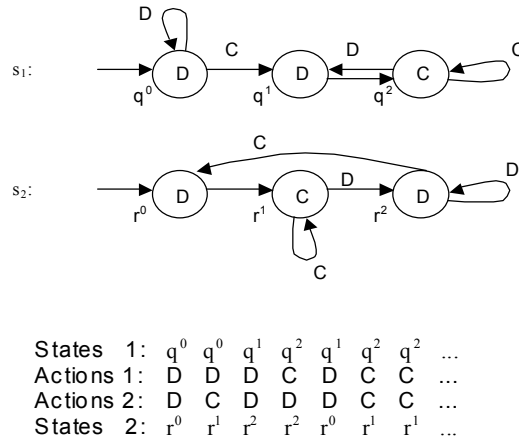 D
C
D
C
s1:
D
D
C
q0
q1
q2
C
s2:
D
C
D
D
D
r0
r1
r2
C
States 1: q0 q0 q1 q2 q1 q2 q2 ...
Actions 1: D D D C D C C ...
Actions 2: D C D D D C C ...
States 2: r0 r1 r2 r2 r0 r1 r1 ...